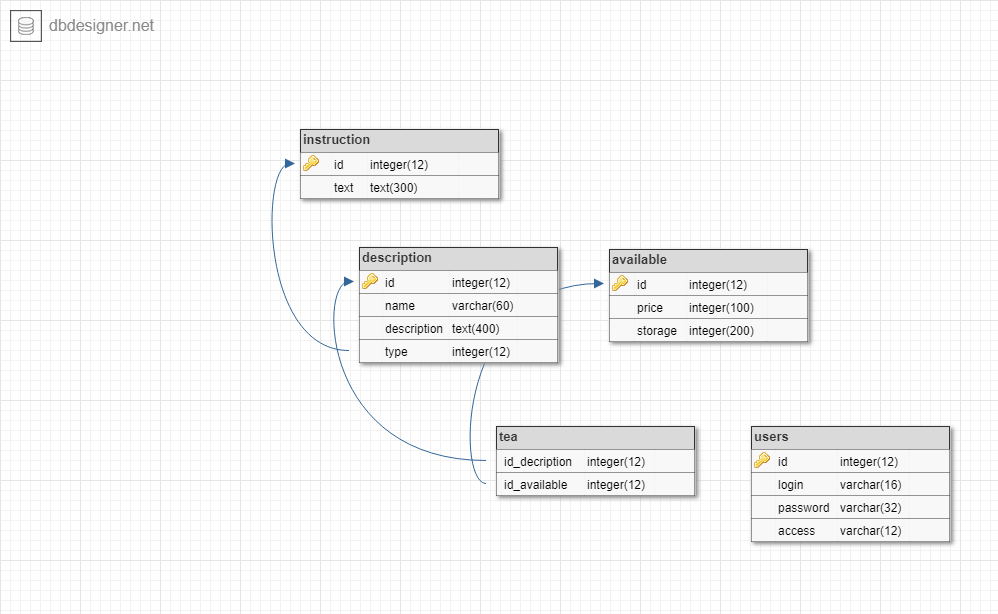 dbdesigner.net
instruction
id integer(12)
text text(300)
description
id integer(12)
name varchar(60)
description text(400)
type integer(12)
available
id integer(12)
price integer(100)
storage integer(200)
tea
id_decription integer(12)
id_available integer(12)
users
id integer(12)
login varchar(16)
password varchar(32)
access varchar(12)